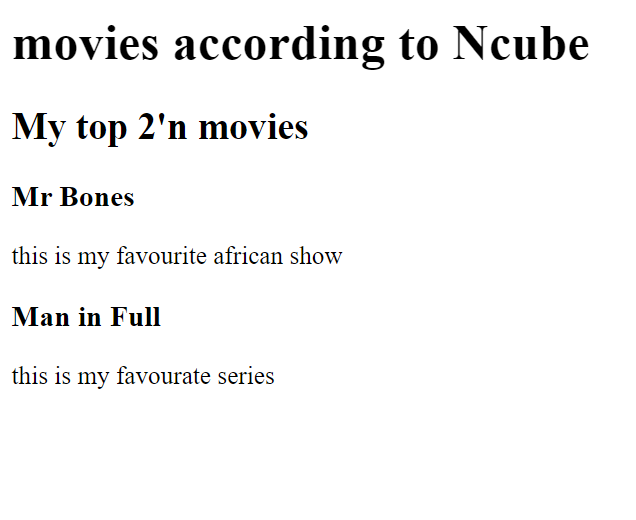 movies according to Ncube
My top 2'n movies
Mr Bones
this is my favourite african show
Man in Full
this is my favourate series